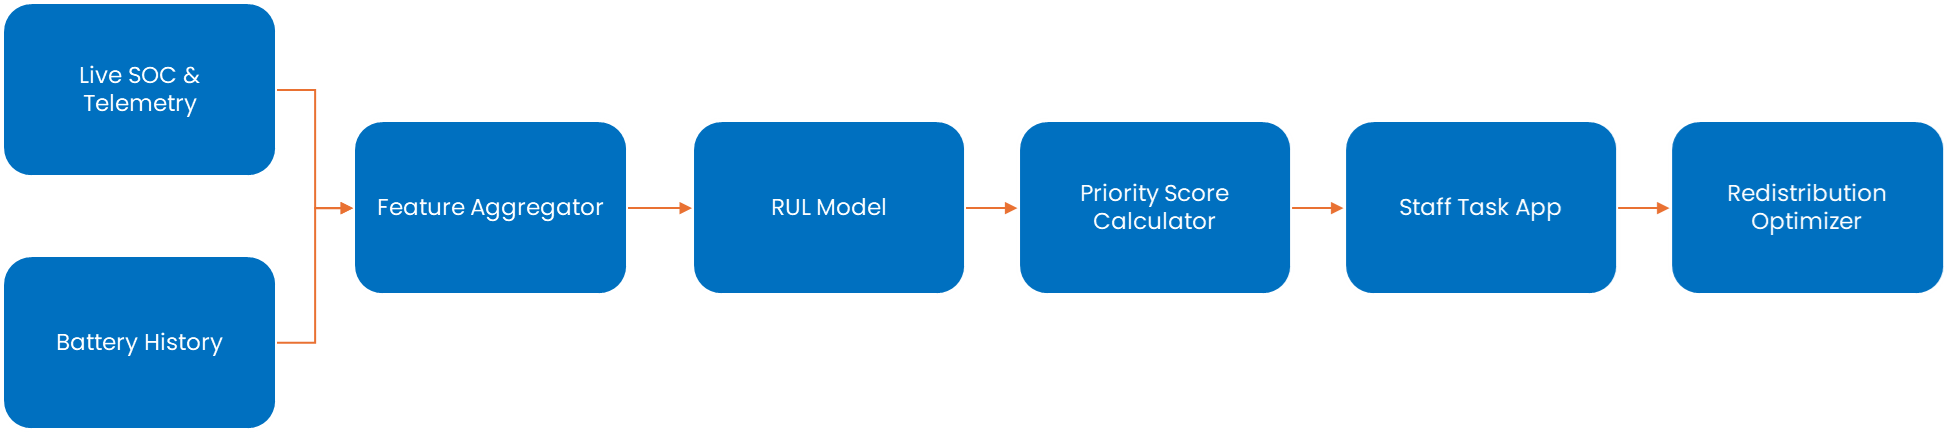 Live SOC &
Telemetry
Battery History
Feature Aggregator
RUL Model
Priority Score
Calculator
Staff Task App
Redistribution
Optimizer